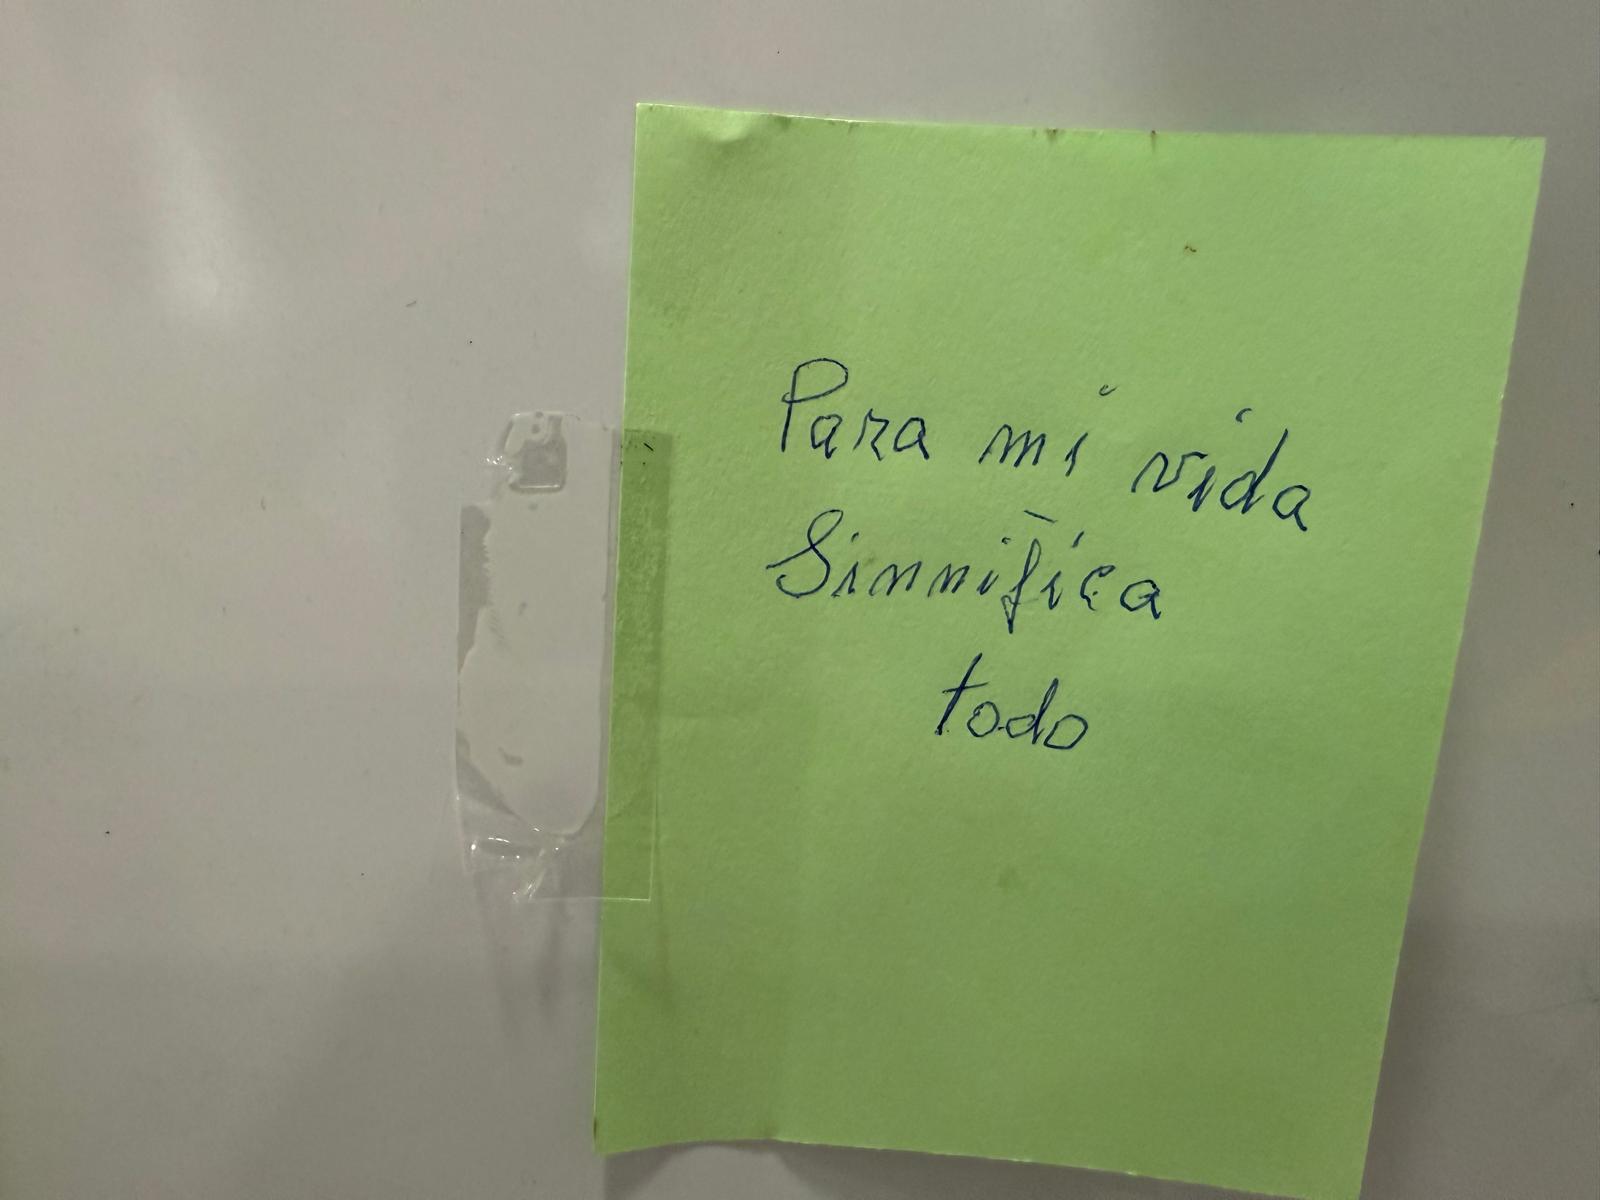 Para mi vida
Sinnifica
todo